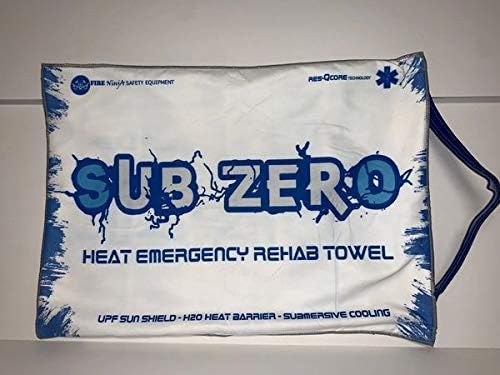 FIRE Ninja SAFETY EQUIPMENT
RES-QCORE TECHNOLOGY
SUB ZERO
HEAT EMERGENCY REHAB TOWEL
UPF SUN SHIELD - H2O HEAT BARRIER - SUBMERSIVE COOLING